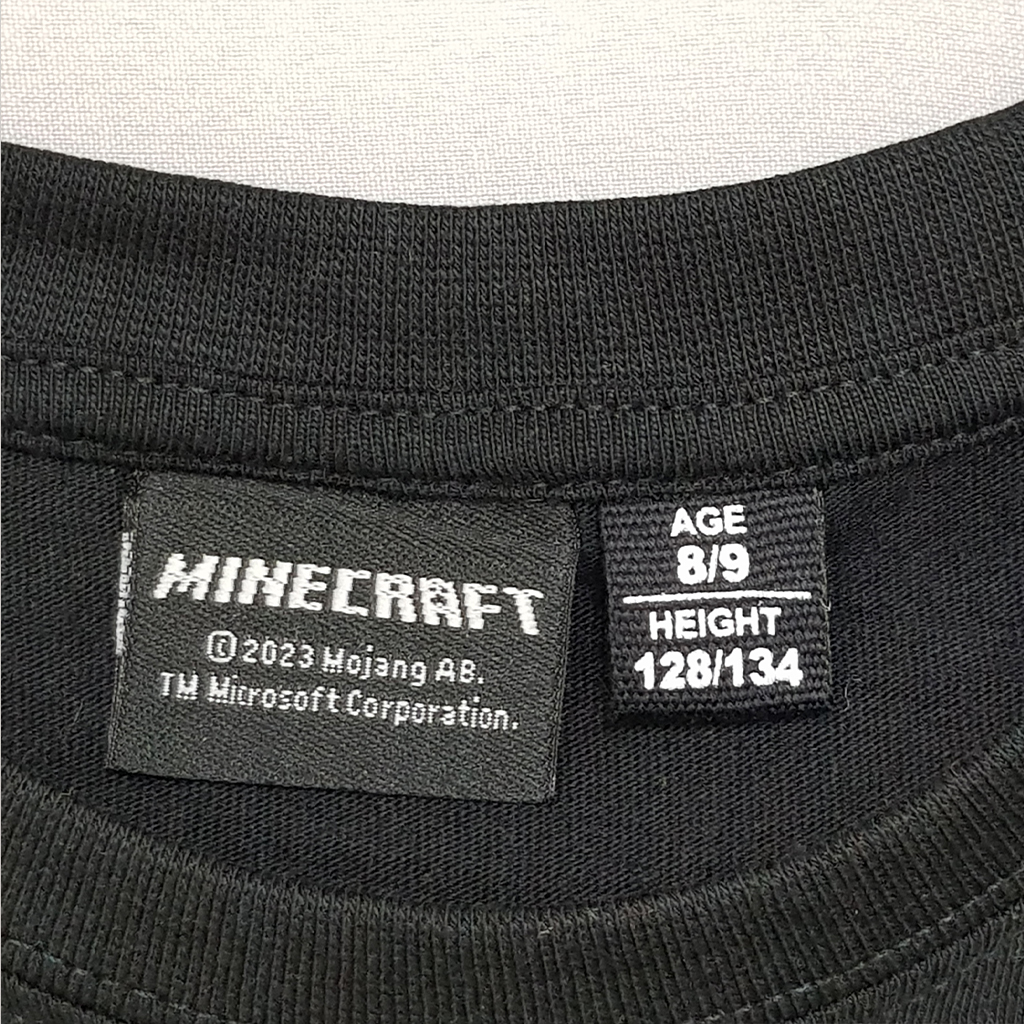 MINECRAFT
©2023 Mojang AB.
TM Microsoft Corporation.
AGE
8/9
HEIGHT
128/134